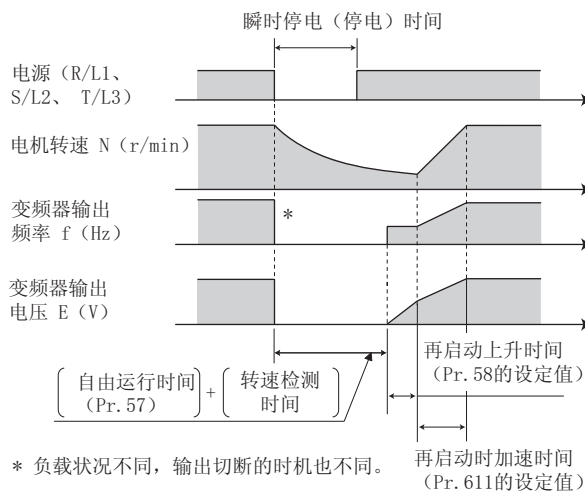 瞬时停电（停电）时间
电源（R/L1、
S/L2、 T/L3）
电机转速 N（r/min）
变频器输出
频率 f（Hz）
*
变频器输出
电压 E（V）
自由运行时间
（Pr.57）
+
转速检测
时间
再启动上升时间
（Pr.58的设定值）
* 负载状况不同，输出切断的时机也不同。
再启动时加速时间
（Pr.611的设定值）